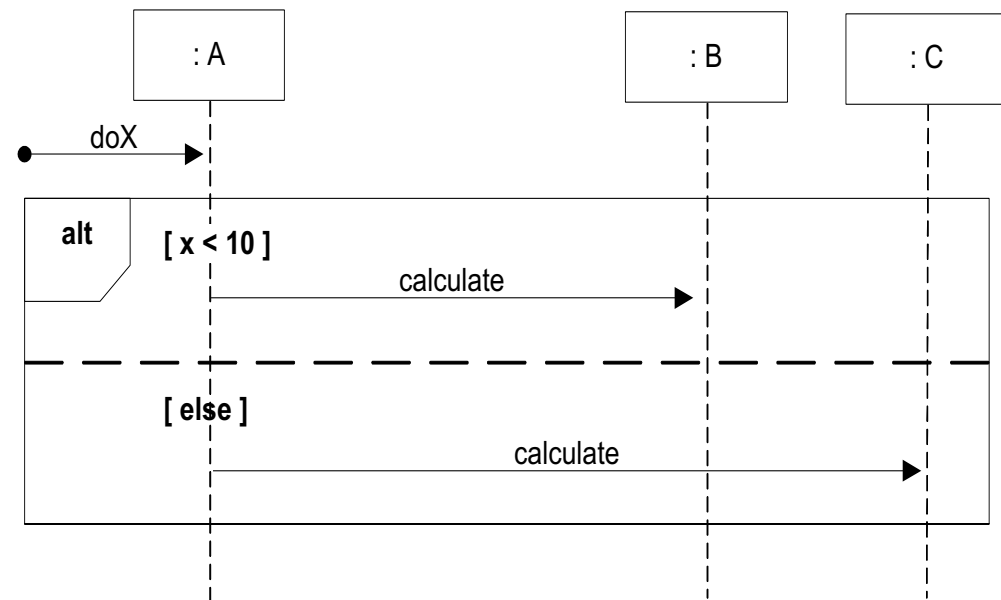 : A
: B
: C
doX
alt
[ x < 10 ]
calculate
[ else ]
calculate